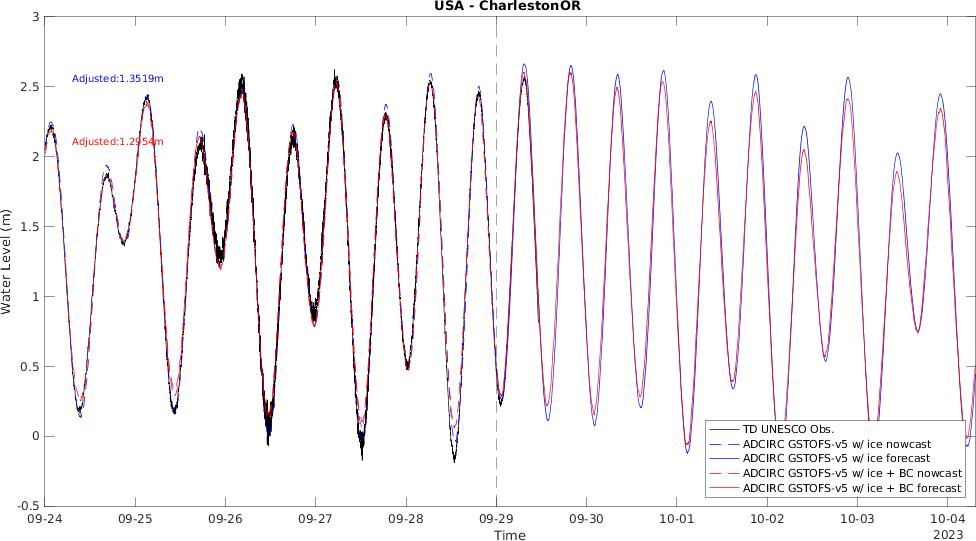 USA - CharlestonOR
3
2.5
2
1.5
1
0.5
0
-0.5
Water Level (m)
Adjusted:1.3519m
Adjusted:1.2954m
TD UNESCO Obs.
ADCIRC GSTOFS-v5 w/ ice nowcast
ADCIRC GSTOFS-v5 w/ ice forecast
ADCIRC GSTOFS-v5 w/ ice + BC nowcast
ADCIRC GSTOFS-v5 w/ ice + BC forecast
09-24 09-25 09-26 09-27 09-28 09-29 09-30 10-01 10-02 10-03 10-04
Time
2023